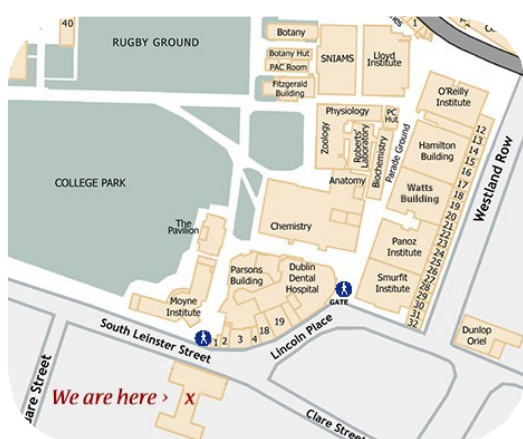 40
RUGBY GROUND
Botany
Botany Hut
PAC Room
Fitzgerald
Building
SNIAMS
Lloyd
Institute
1
O'Reilly
Institute
Physiology
PC
Hut
Zoology
Roberts'
Laboratory
Biochemistry
Parade Ground
Anatomy
Hamilton
Building
Watts
Building
12
13
14
15
16
17
18
19
20
21
22
23
24
25
26
27
28
29
30
31
32
Westland Row
COLLEGE PARK
The
Pavilion
Chemistry
Panoz
Institute
Smurfit
Institute
Parsons
Building
Dublin
Dental
Hospital
GATE
Moyne
Institute
1
2
3
4
18
19
Lincoln Place
South Leinster Street
Dunlop
Oriel
lare Street
We are here › x
Clare Street